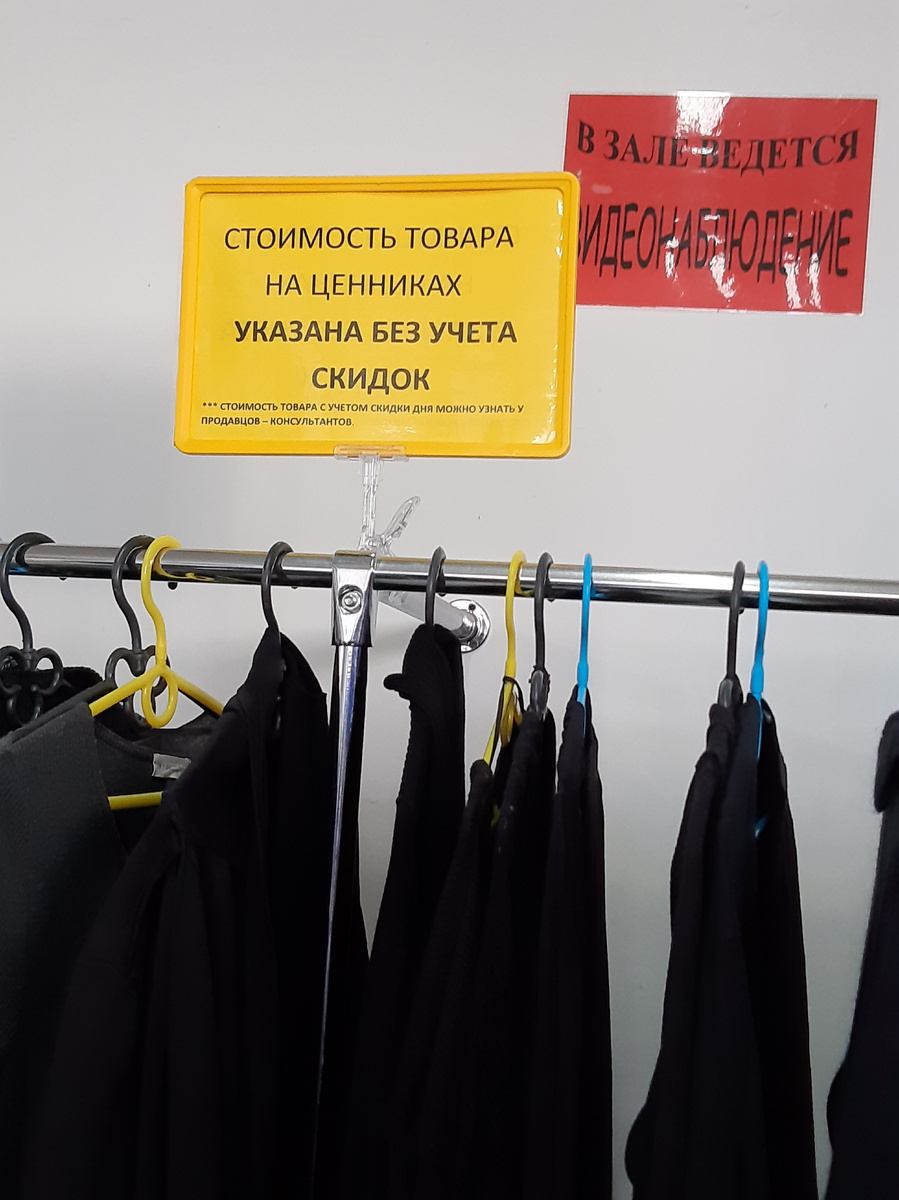 СТОИМОСТЬ ТОВАРА
НА ЦЕННИКАХ
УКАЗАНА БЕЗ УЧЕТА
СКИДОК
*** СТОИМОСТЬ ТОВАРА С УЧЕТОМ СКИДКИ ДНЯ МОЖНО УЗНАТЬ У
ПРОДАВЦОВ – КОНСУЛЬТАНТОВ.
В ЗАЛЕ ВЕДЕТСЯ
ВИДЕОНАБЛЮДЕНИЕ